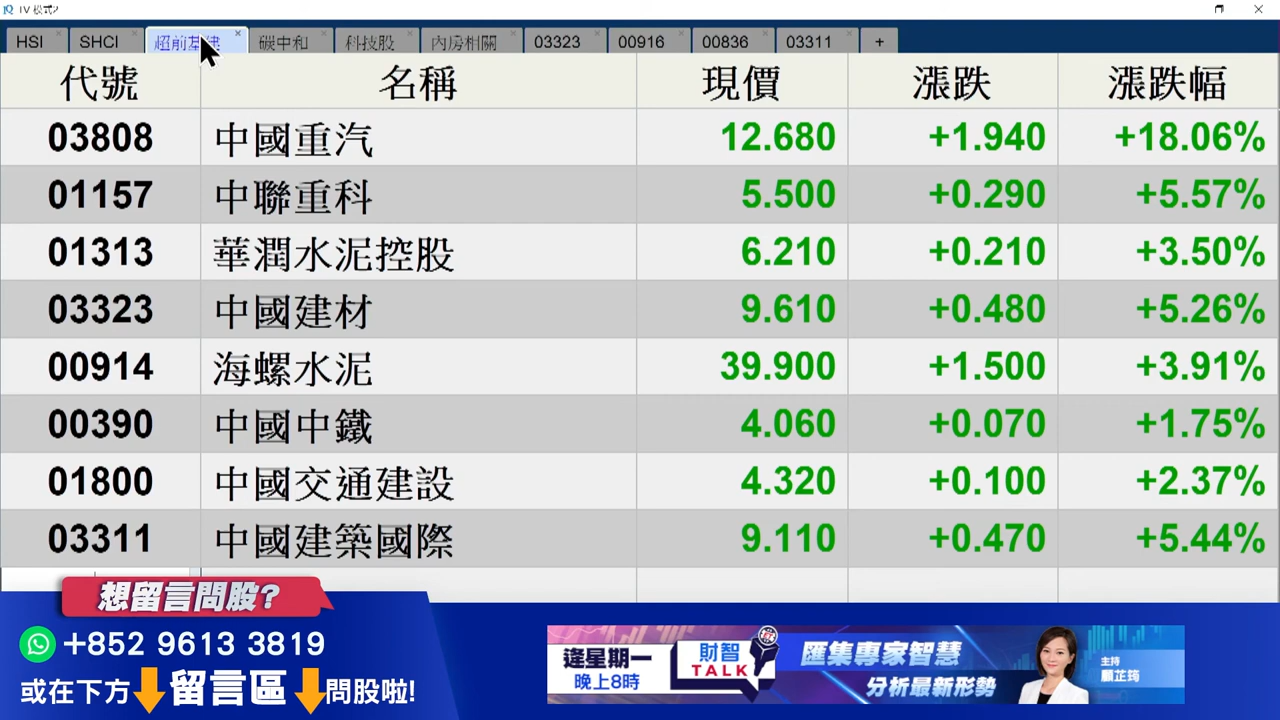 TV 模式2
HSI SHCI 超前基建 碳中和 科技股 內房相關 03323 00916 00836 03311 +
代號 名稱 現價 漲跌 漲跌幅
03808 中國重汽 12.680 +1.940 +18.06%
01157 中聯重科 5.500 +0.290 +5.57%
01313 華潤水泥控股 6.210 +0.210 +3.50%
03323 中國建材 9.610 +0.480 +5.26%
00914 海螺水泥 39.900 +1.500 +3.91%
00390 中國中鐵 4.060 +0.070 +1.75%
01800 中國交通建設 4.320 +0.100 +2.37%
03311 中國建築國際 9.110 +0.470 +5.44%
想留言問股?
+852 9613 3819
或在下方 留言區 問股啦!
逢星期一
晚上8時
財智
TALK
匯集專家智慧
分析最新形勢
主持
顧芷筠